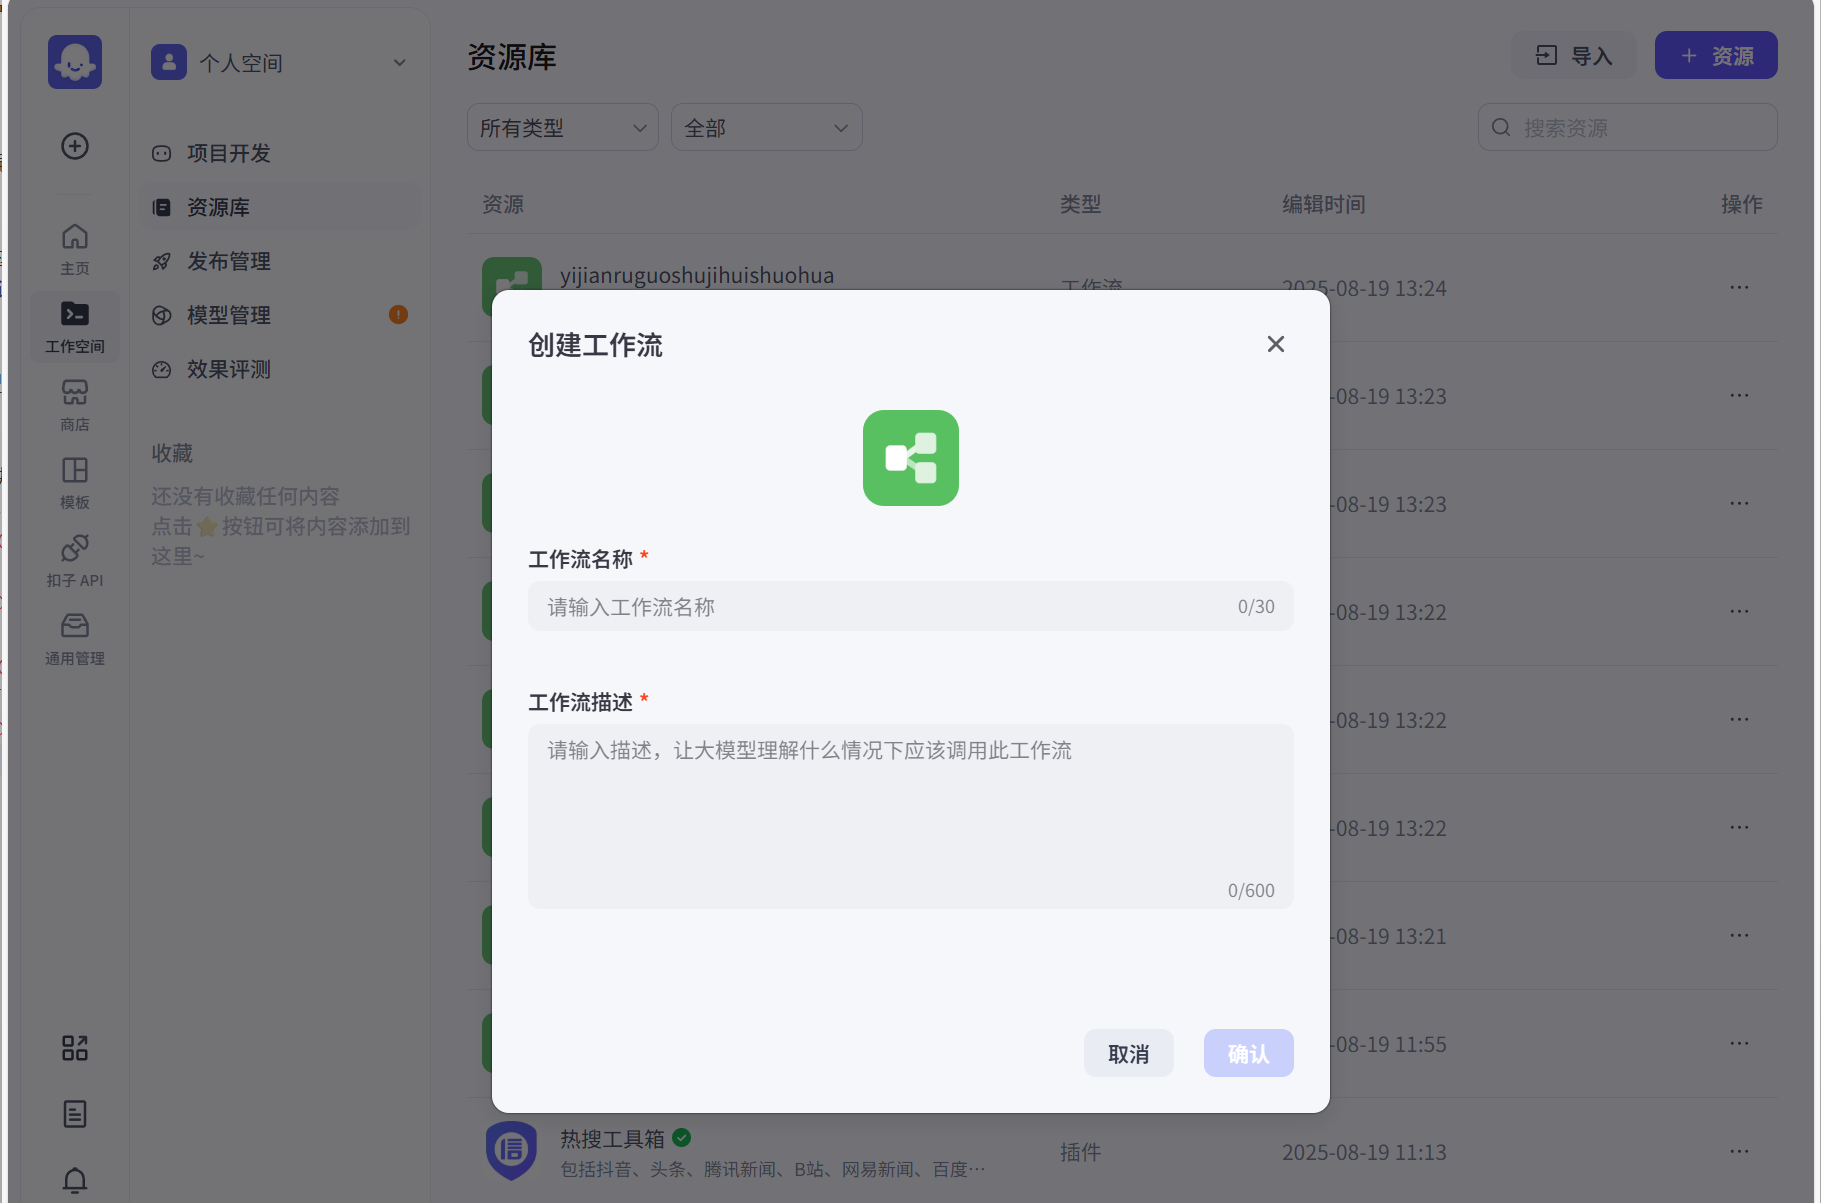 个人空间
项目开发
资源库
发布管理
模型管理
效果评测
收藏
还没有收藏任何内容
点击⭐按钮可将内容添加到
这里~
主页
工作空间
商店
模板
扣子 API
通用管理
资源库
导入
+ 资源
所有类型
全部
搜索资源
资源 类型 编辑时间 操作
yijianruguoshujihuishuohua
工作流 2025-08-19 13:24 ···
-08-19 13:23 ···
-08-19 13:23 ···
-08-19 13:22 ···
-08-19 13:22 ···
-08-19 13:22 ···
-08-19 13:21 ···
-08-19 11:55 ···
创建工作流
工作流名称 *
请输入工作流名称 0/30
工作流描述 *
请输入描述，让大模型理解什么情况下应该调用此工作流
0/600
取消 确认
热搜工具箱
包括抖音、头条、腾讯新闻、B站、网易新闻、百度···
插件 2025-08-19 11:13 ···